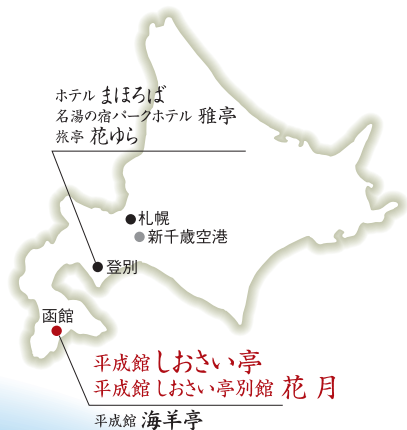 ホテル まほろば
名湯の宿パークホテル 雅亭
旅亭 花ゆら
札幌
新千歳空港
登別
函館
平成館 しおさい亭
平成館 しおさい亭別館 花月
平成館 海羊亭